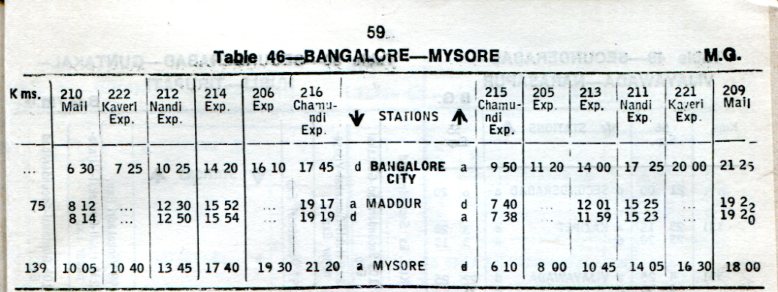 59
Table 46—BANGALORE—MYSORE M.G.
Kms. 210 222 212 214 206 216 215 205 213 211 221 209
Mail Kaveri Nandi Exp. Exp Chamu- STATIONS Chamu- Exp. Exp. Nandi Kaveri Mail
Exp. Exp. ndi ndi Exp. Exp.
Exp. Exp.
... 6 30 7 25 10 25 14 20 16 10 17 45 d BANGALORE a 9 50 11 20 14 00 17 25 20 00 21 25
CITY
75 8 12 ... 12 30 15 52 ... 19 17 a MADDUR d 7 40 ... 12 01 15 25 ... 19 22
8 14 ... 12 50 15 54 ... 19 19 d a 7 38 ... 11 59 15 23 ... 19 20
139 10 05 10 40 13 45 17 40 19 30 21 20 a MYSORE d 6 10 8 00 10 45 14 05 16 30 18 00